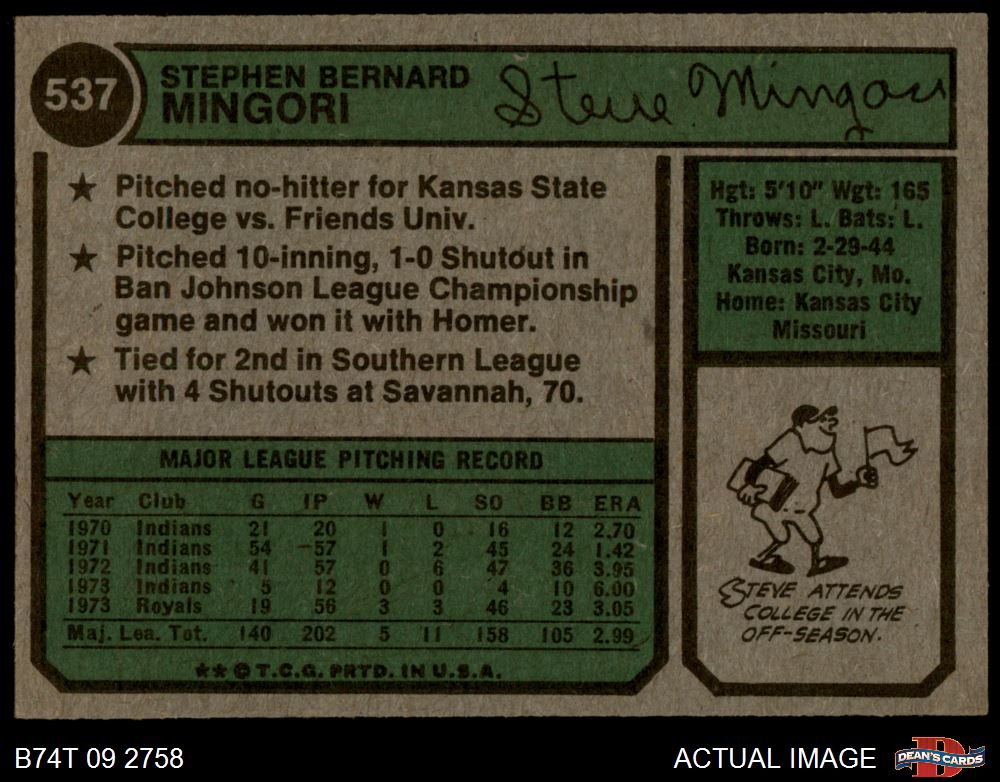 537
STEPHEN BERNARD
MINGORI
Steve Mingori
★ Pitched no-hitter for Kansas State
College vs. Friends Univ.
★ Pitched 10-inning, 1-0 Shutout in
Ban Johnson League Championship
game and won it with Homer.
★ Tied for 2nd in Southern League
with 4 Shutouts at Savannah, 70.
Hgt: 5'10" Wgt: 165
Throws: L. Bats: L.
Born: 2-29-44
Kansas City, Mo.
Home: Kansas City
Missouri
MAJOR LEAGUE PITCHING RECORD
Year Club G IP W L SO BB ERA
1970 Indians 21 20 1 0 16 12 2.70
1971 Indians 54 57 1 2 45 24 1.42
1972 Indians 41 57 0 6 47 36 3.95
1973 Indians 5 12 0 0 4 10 6.00
1973 Royals 19 56 3 3 46 23 3.05
Maj. Lea. Tot. 140 202 5 11 158 105 2.99
★★©T.C.G. PRTD. IN U.S.A.
STEVE ATTENDS
COLLEGE IN THE
OFF-SEASON.
B74T 09 2758
ACTUAL IMAGE
DEAN'S CARDS